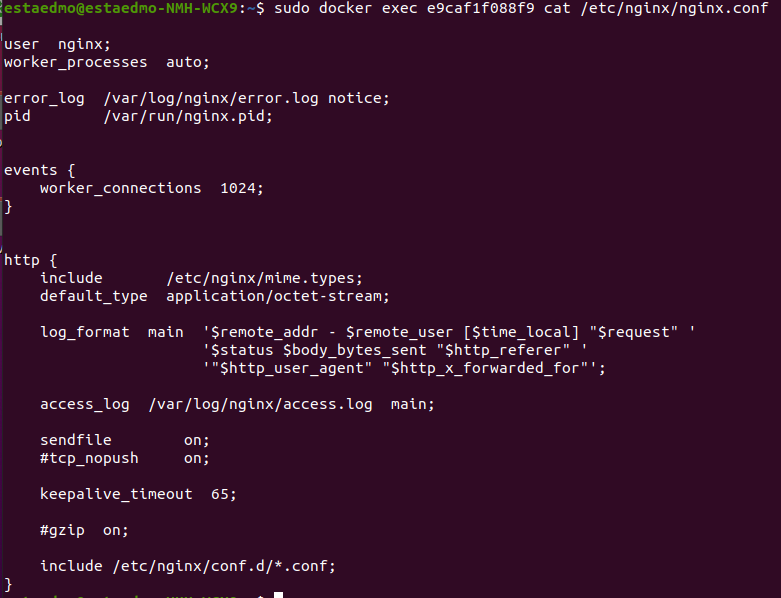 estaedmo@estaedmo-NMH-WCX9:~$ sudo docker exec e9caf1f088f9 cat /etc/nginx/nginx.conf
user  nginx;
worker_processes  auto;
error_log  /var/log/nginx/error.log notice;
pid        /var/run/nginx.pid;
events {
    worker_connections  1024;
}
http {
    include       /etc/nginx/mime.types;
    default_type  application/octet-stream;
    log_format  main  '$remote_addr - $remote_user [$time_local] "$request" '
                      '$status $body_bytes_sent "$http_referer" '
                      '"$http_user_agent" "$http_x_forwarded_for"';
    access_log  /var/log/nginx/access.log  main;
    sendfile        on;
    #tcp_nopush     on;
    keepalive_timeout  65;
    #gzip  on;
    include /etc/nginx/conf.d/*.conf;
}